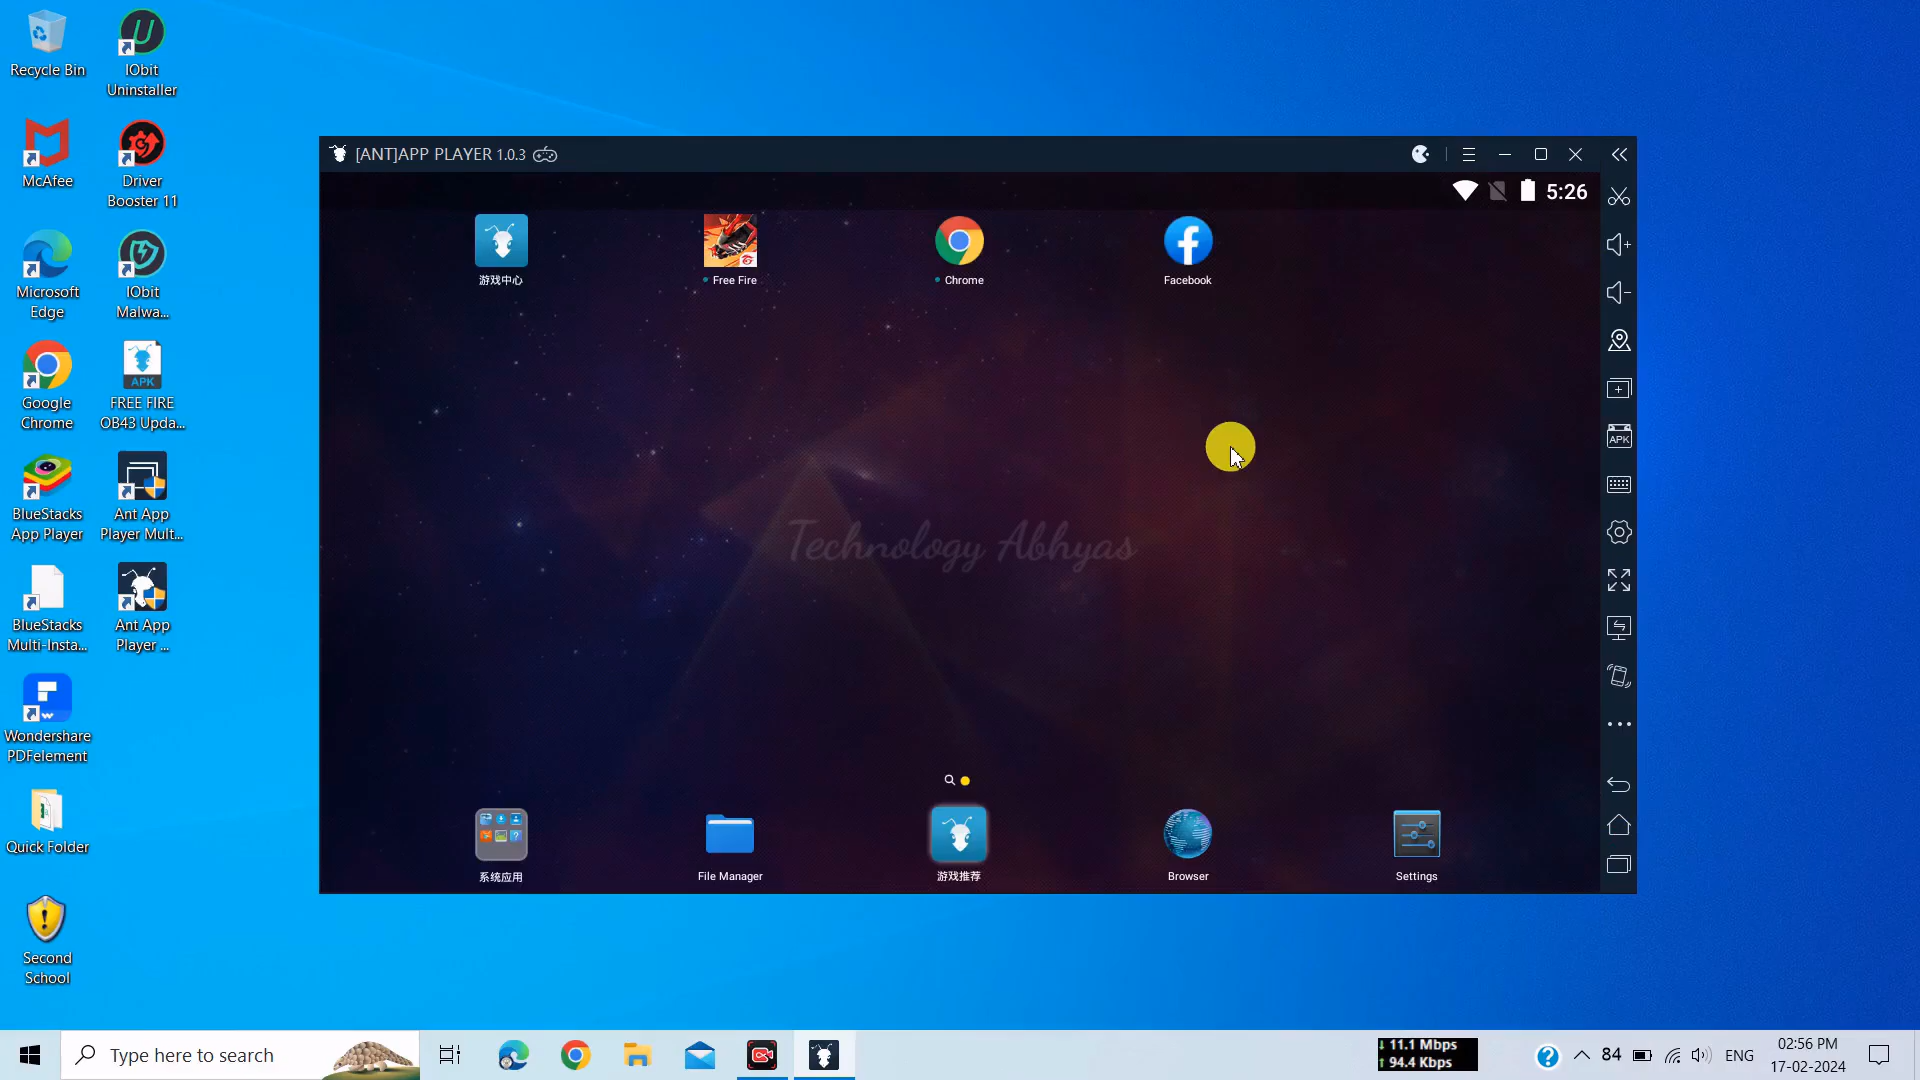 Recycle Bin
IObit
Uninstaller
McAfee
Driver
Booster 11
Microsoft
Edge
IObit
Malwa...
Google
Chrome
APK
FREE FIRE
OB43 Upda...
BlueStacks
App Player
Ant App
Player Mult...
BlueStacks
Multi-Insta...
Ant App
Player ...
Wondershare
PDFelement
Quick Folder
Second
School
[ANT]APP PLAYER 1.0.3
5:26
游戏中心
Free Fire
Chrome
Facebook
APK
Technology Abhyas
系统应用
File Manager
游戏推荐
Browser
Settings
Type here to search
↓ 11.1 Mbps
↑ 94.4 Kbps
84
ENG
02:56 PM
17-02-2024